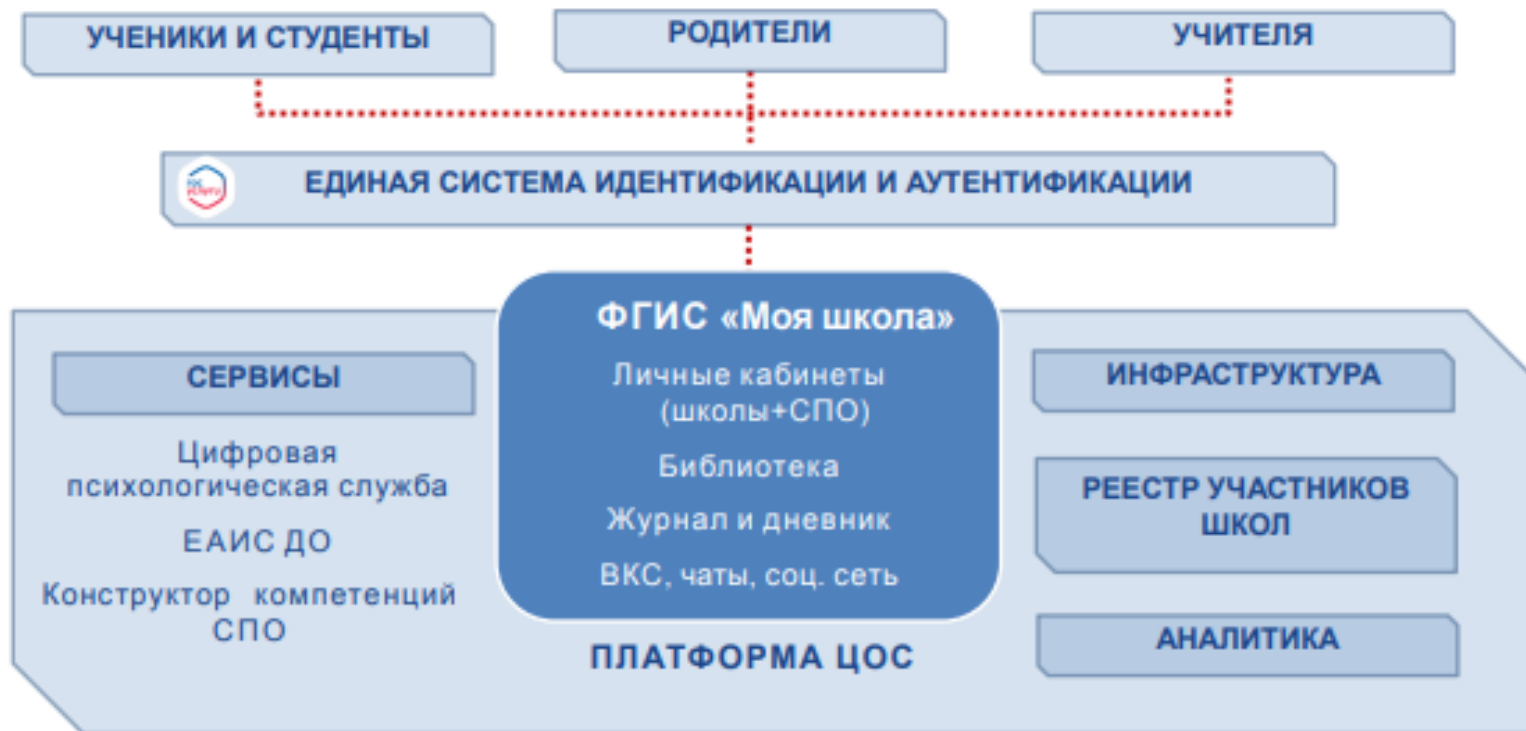 УЧЕНИКИ И СТУДЕНТЫ
РОДИТЕЛИ
УЧИТЕЛЯ
ЕДИНАЯ СИСТЕМА ИДЕНТИФИКАЦИИ И АУТЕНТИФИКАЦИИ
ФГИС «Моя школа»
Личные кабинеты
(школы+СПО)
Библиотека
Журнал и дневник
ВКС, чаты, соц. сеть
СЕРВИСЫ
Цифровая
психологическая служба
ЕАИС ДО
Конструктор компетенций
СПО
ИНФРАСТРУКТУРА
РЕЕСТР УЧАСТНИКОВ
ШКОЛ
АНАЛИТИКА
ПЛАТФОРМА ЦОС